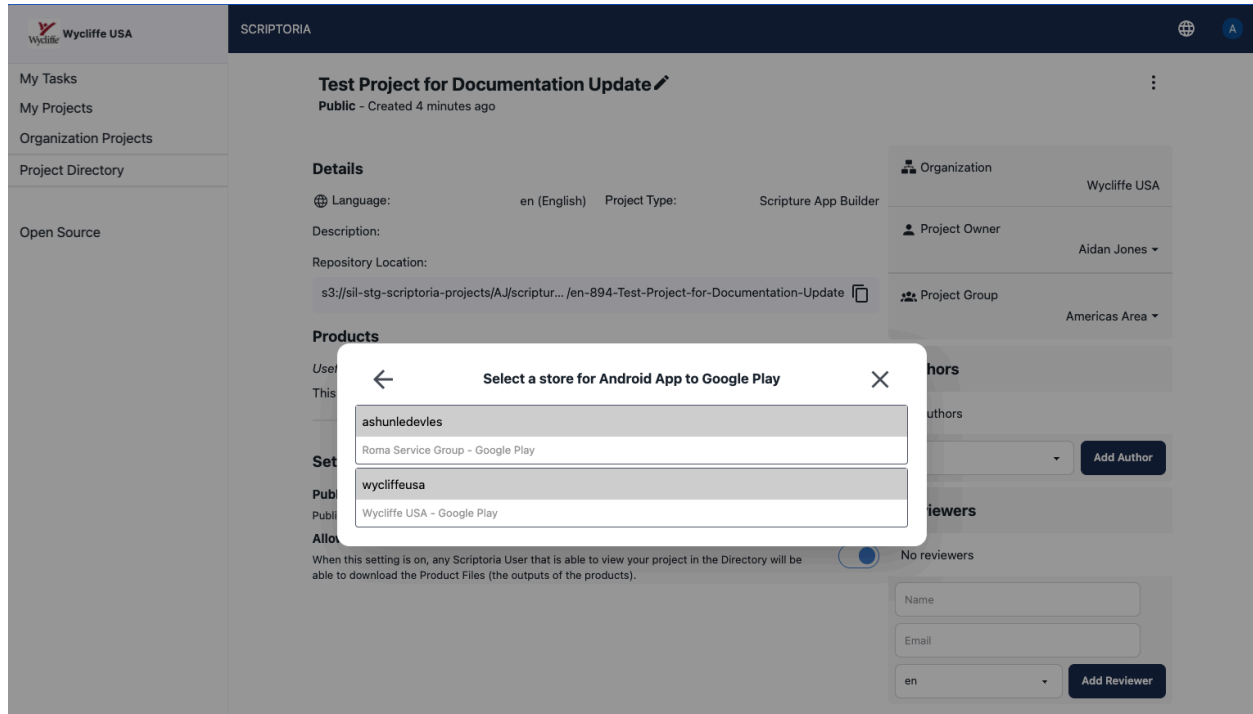 Wycliffe
Wycliffe USA
SCRIPTORIA
A
My Tasks
My Projects
Organization Projects
Project Directory
Open Source
Test Project for Documentation Update
Public - Created 4 minutes ago
Details
Language: en (English) Project Type: Scripture App Builder
Description:
Repository Location:
s3://sil-stg-scriptoria-projects/AJ/scriptur... /en-894-Test-Project-for-Documentation-Update
Products
This
Select a store for Android App to Google Play
ashunledevles
Roma Service Group - Google Play
wycliffeusa
Wycliffe USA - Google Play
Set
Publ
Publi
Allo
When this setting is on, any Scriptoria User that is able to view your project in the Directory will be
able to download the Product Files (the outputs of the products).
Organization
Wycliffe USA
Project Owner
Aidan Jones
Project Group
Americas Area
hors
uthors
Add Author
iewers
No reviewers
Name
Email
en
Add Reviewer